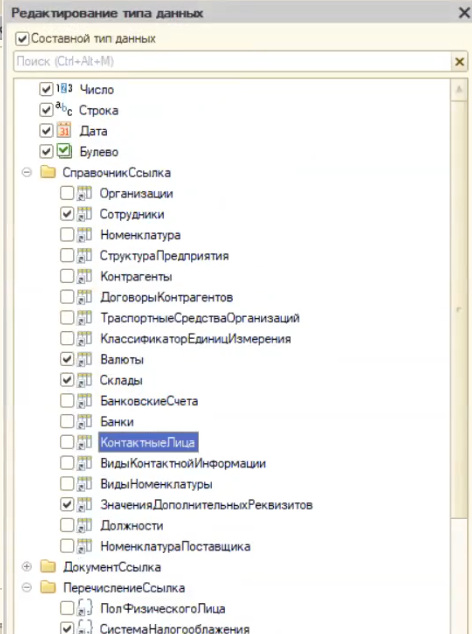 Редактирование типа данных
Составной тип данных
Поиск (Ctrl+Alt+M)
Число
Строка
Дата
Булево
СправочникСсылка
Организации
Сотрудники
Номенклатура
СтруктураПредприятия
Контрагенты
ДоговорыКонтрагентов
ТраспортныеСредстваОрганизаций
КлассификаторЕдиницИзмерения
Валюты
Склады
БанковскиеСчета
Банки
КонтактныеЛица
ВидыКонтактнойИнформации
ВидыНоменклатуры
ЗначенияДополнительныхРеквизитов
Должности
НоменклатураПоставщика
ДокументСсылка
ПеречислениеСсылка
ПолФизическогоЛица
СистемаНалогооблажения